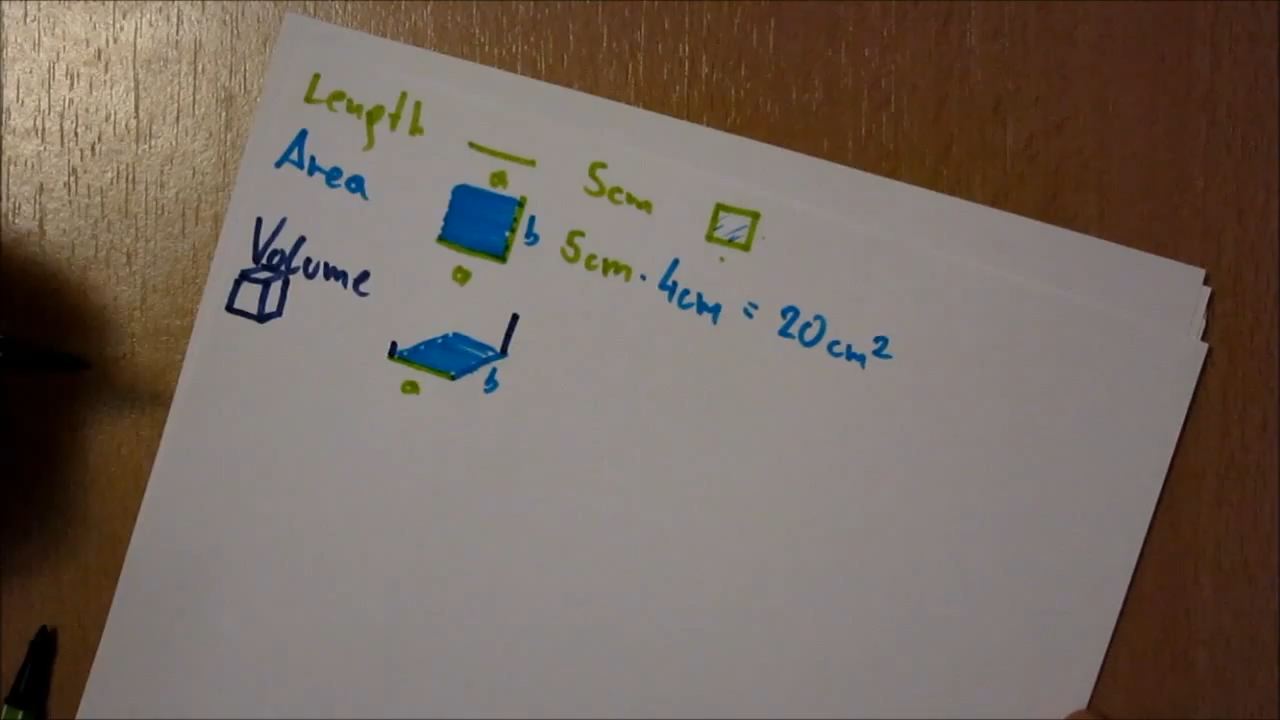 Length
a
5cm
Area
b
a
5cm · 4cm = 20cm²
Volume
a
b